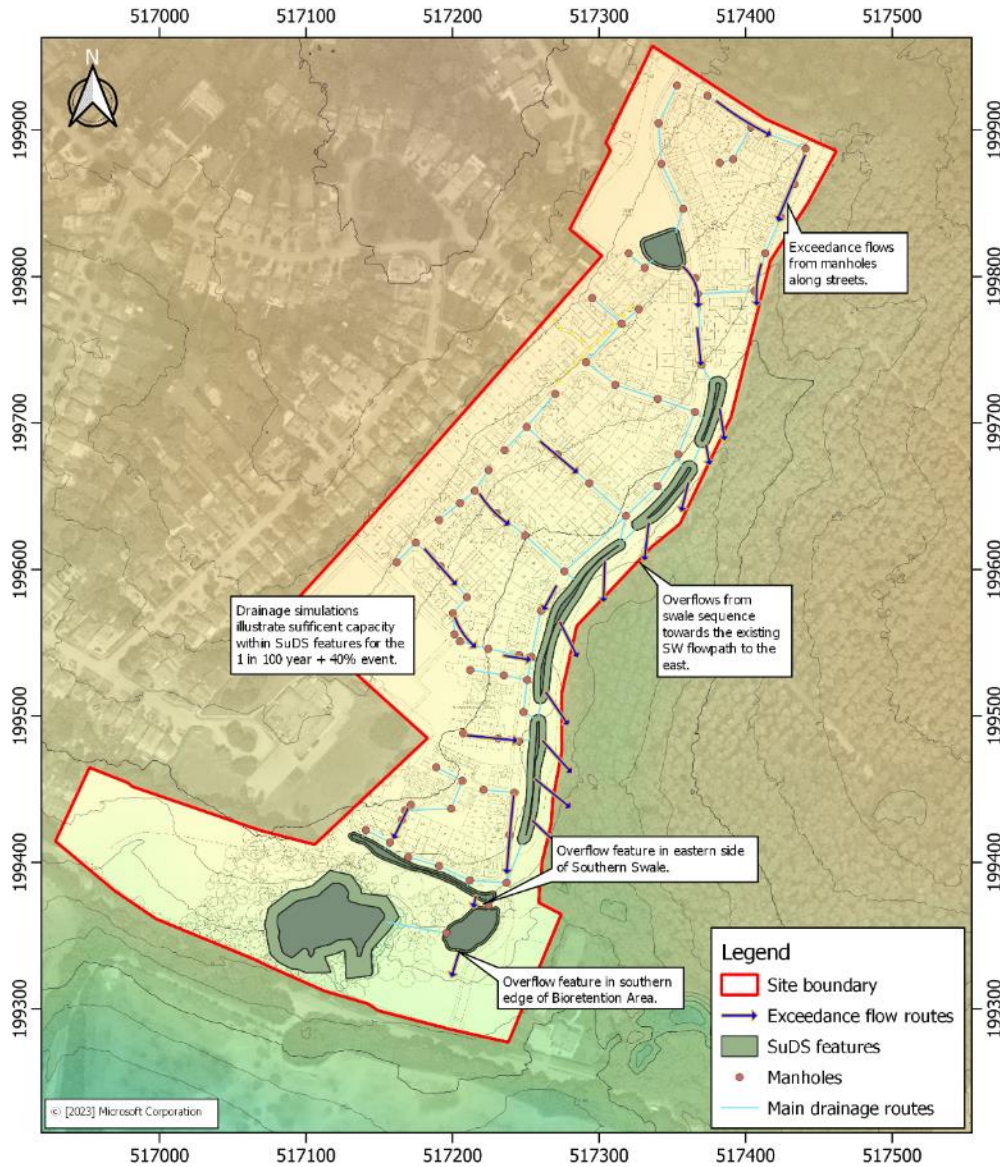 517000 517100 517200 517300 517400 517500
N
199900 199900
Exceedance flows
from manholes
along streets.
199800 199800
199700 199700
199600 199600
Drainage simulations
illustrate sufficent capacity
within SuDS features for the
1 in 100 year + 40% event.
Overflows from
swale sequence
towards the existing
SW flowpath to the
east.
199500 199500
199400 199400
Overflow feature in eastern side
of Southern Swale.
Overflow feature in southern
edge of Bioretention Area.
199300 199300
Legend
Site boundary
Exceedance flow routes
SuDS features
Manholes
Main drainage routes
© [2023] Microsoft Corporation
517000 517100 517200 517300 517400 517500